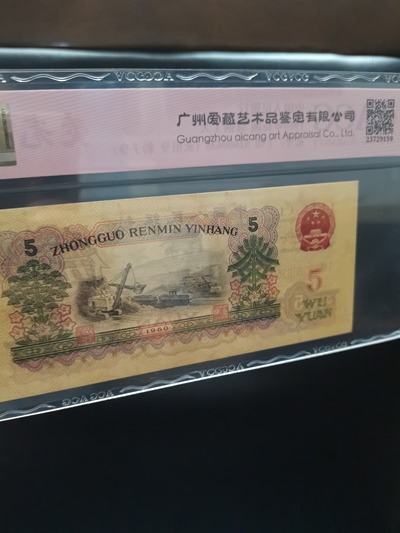 广州爱藏艺术品鉴定有限公司
Guangzhou aicang art Appraisal Co., Ltd.
23729159
5
ZHONGGUO RENMIN YINHANG
5
5
WU
YUAN
1960